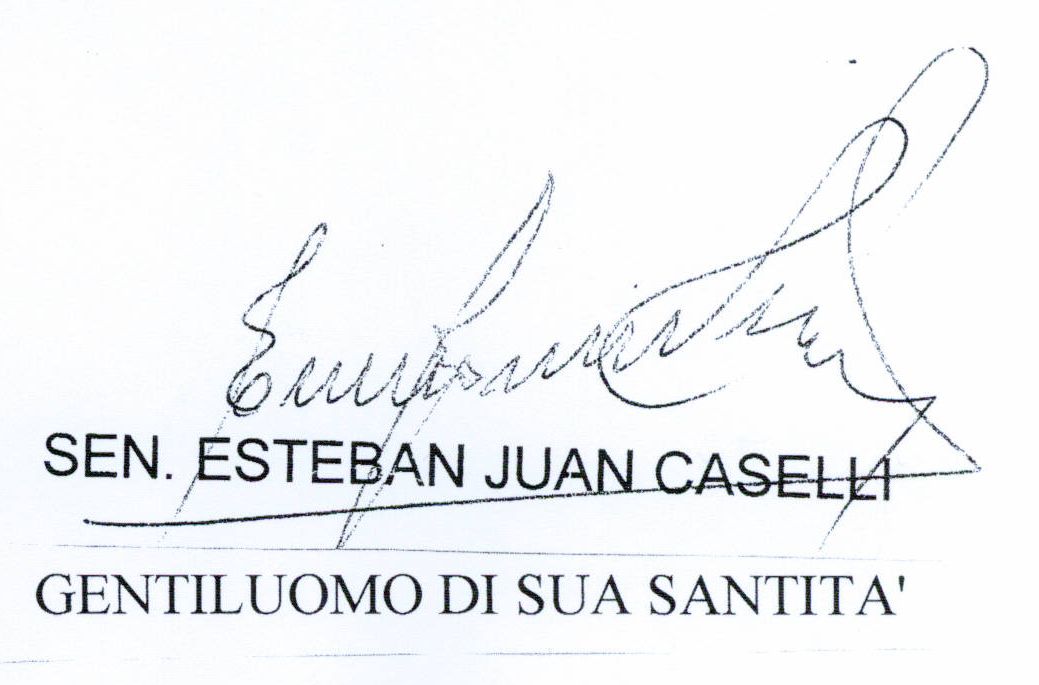 SEN. ESTEBAN JUAN CASELLI
GENTILUOMO DI SUA SANTITA'